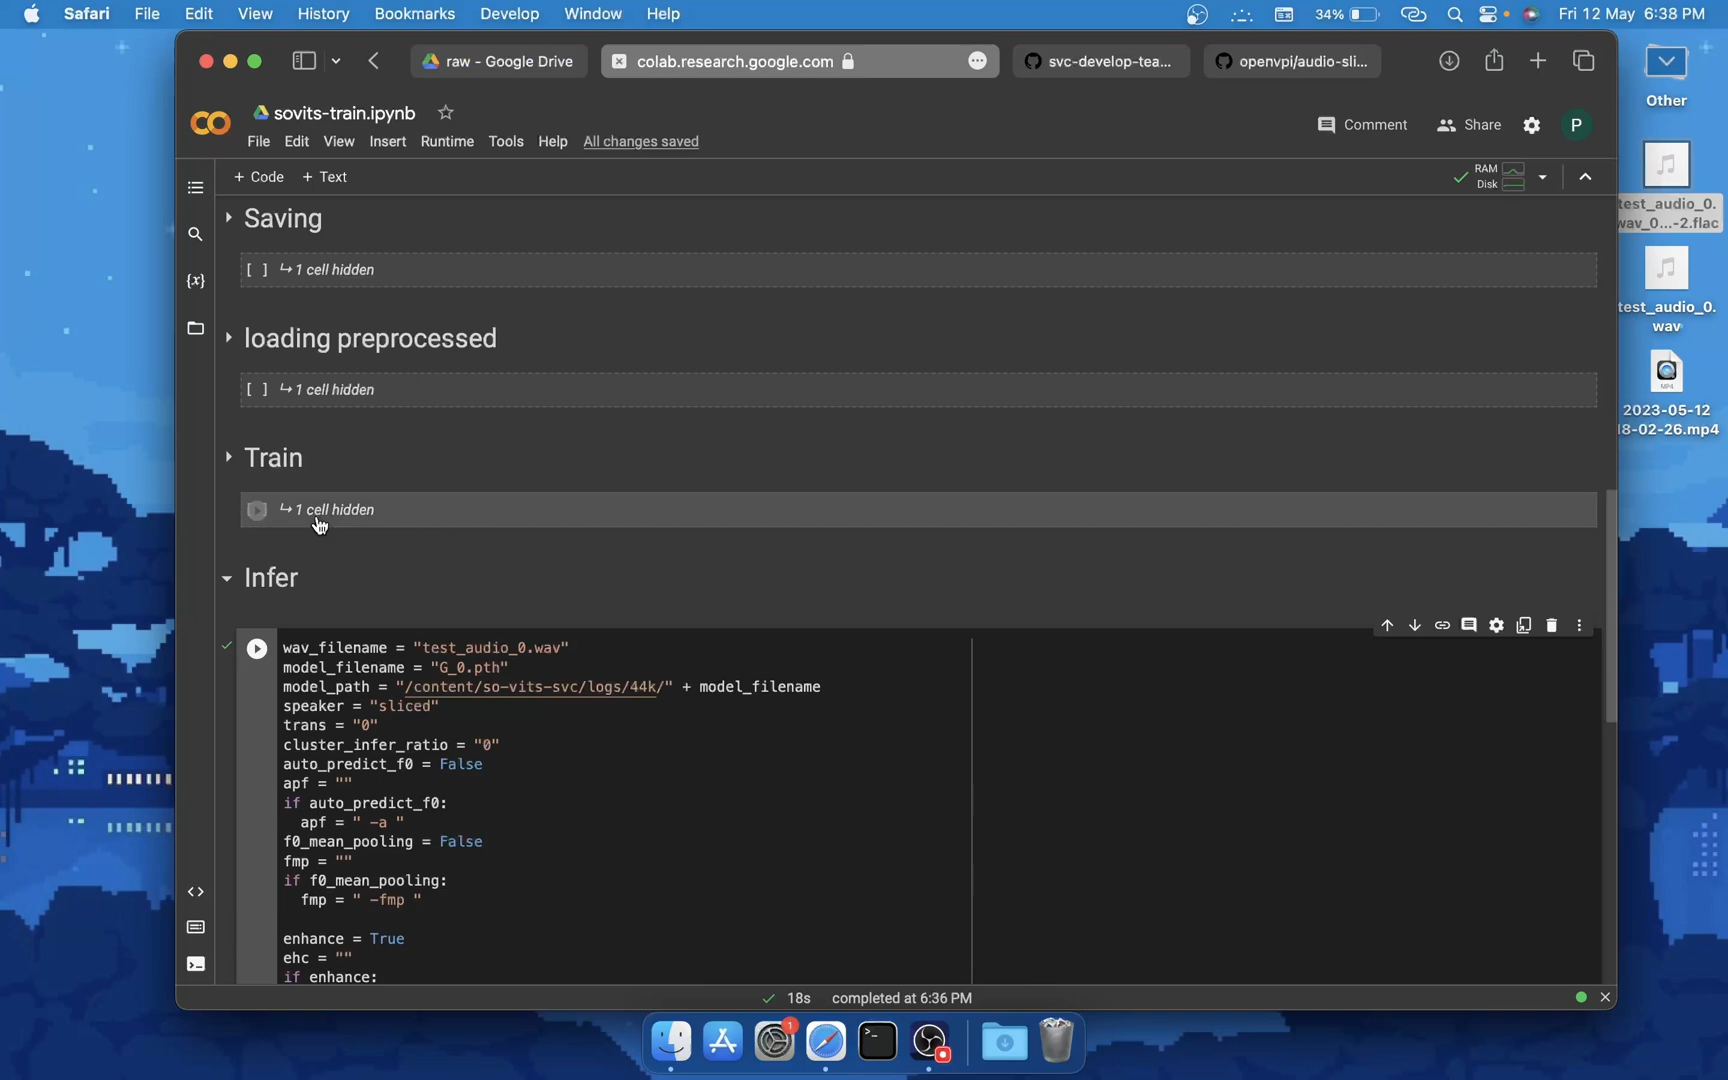 Safari File Edit View History Bookmarks Develop Window Help 34% Fri 12 May 6:38 PM
raw - Google Drive colab.research.google.com svc-develop-tea... openvpi/audio-sli...
Other
sovits-train.ipynb
Comment Share P
File Edit View Insert Runtime Tools Help All changes saved
+ Code + Text
RAM
Disk
test_audio_0.
wav_0...-2.flac
Saving
[ ] ↳ 1 cell hidden
test_audio_0.
wav
loading preprocessed
[ ] ↳ 1 cell hidden
MP4
2023-05-12
18-02-26.mp4
Train
↳ 1 cell hidden
Infer
wav_filename = "test_audio_0.wav"
model_filename = "G_0.pth"
model_path = "/content/so-vits-svc/logs/44k/" + model_filename
speaker = "sliced"
trans = "0"
cluster_infer_ratio = "0"
auto_predict_f0 = False
apf = ""
if auto_predict_f0:
apf = " -a "
f0_mean_pooling = False
fmp = ""
if f0_mean_pooling:
fmp = " -fmp "
enhance = True
ehc = ""
if enhance:
18s completed at 6:36 PM
1